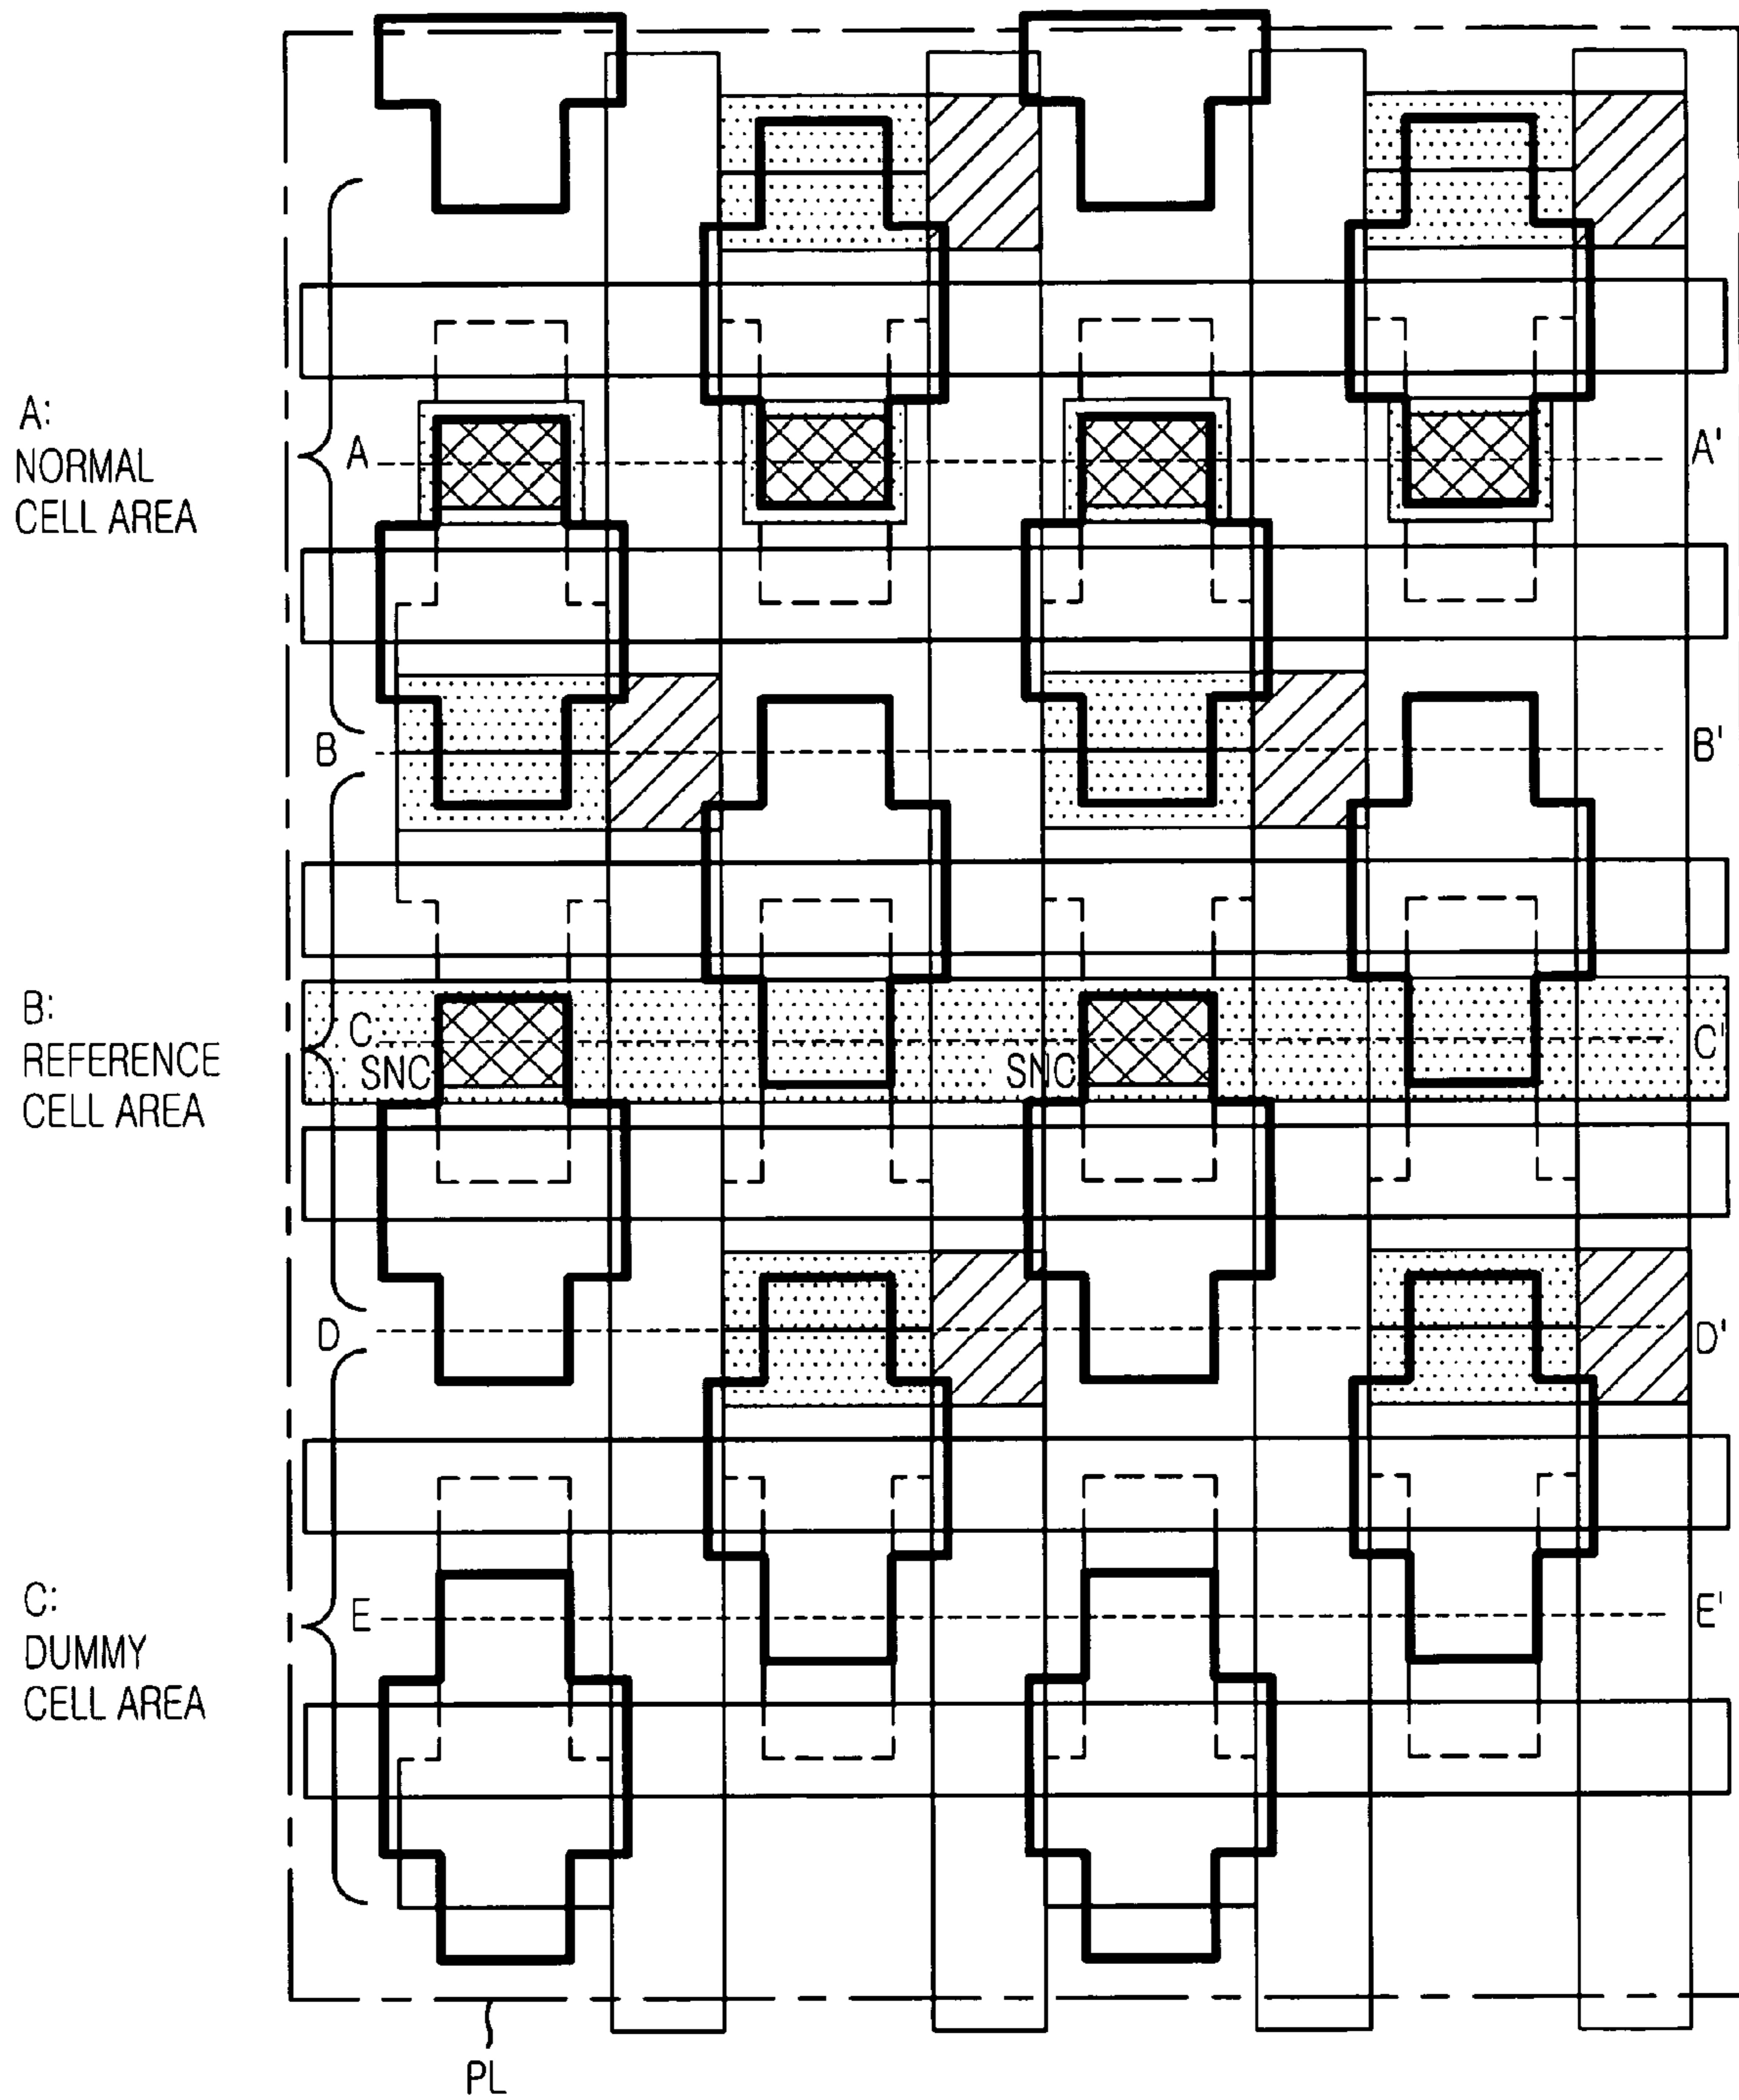 A:
NORMAL
CELL AREA
A
A'
B
B'
B:
REFERENCE
CELL AREA
C
C'
SNC
SNC
D
D'
C:
DUMMY
CELL AREA
E
E'
PL